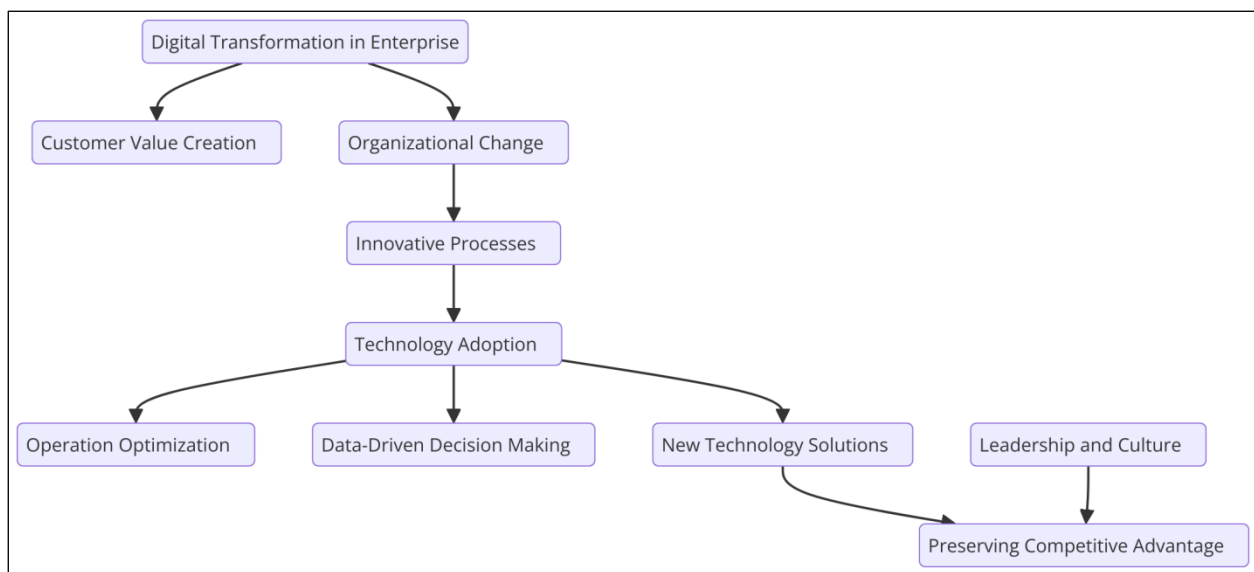 Digital Transformation in Enterprise
Customer Value Creation
Organizational Change
Innovative Processes
Technology Adoption
Operation Optimization
Data-Driven Decision Making
New Technology Solutions
Leadership and Culture
Preserving Competitive Advantage